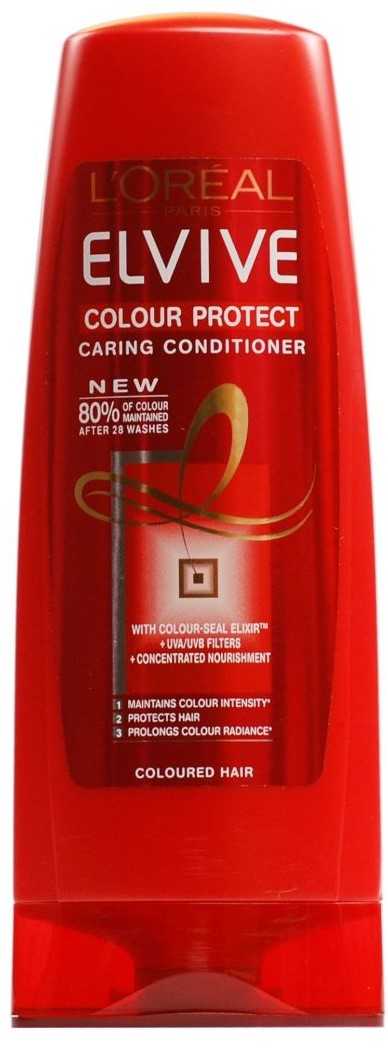 L'ORÉAL
PARIS
ELVIVE
COLOUR PROTECT
CARING CONDITIONER
NEW
80% OF COLOUR
MAINTAINED
AFTER 28 WASHES
WITH COLOUR-SEAL ELIXIR™
+UVA/UVB FILTERS
+CONCENTRATED NOURISHMENT
1 MAINTAINS COLOUR INTENSITY*
2 PROTECTS HAIR
3 PROLONGS COLOUR RADIANCE*
COLOURED HAIR